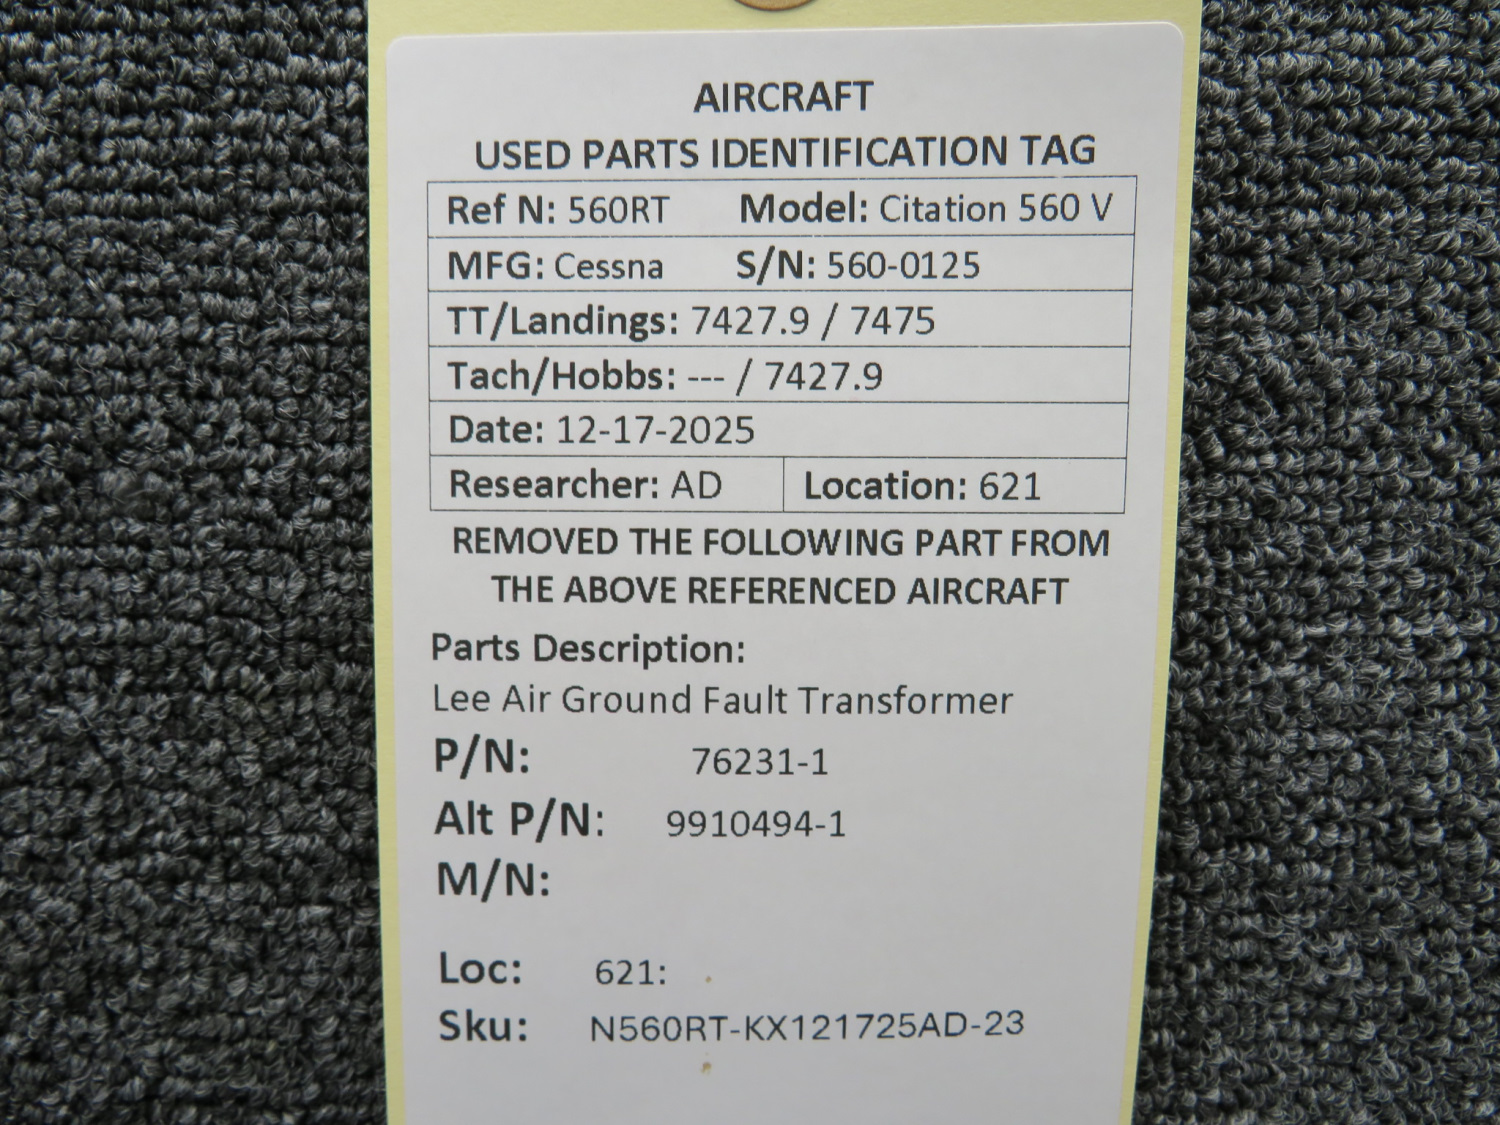 AIRCRAFT
USED PARTS IDENTIFICATION TAG
Ref N: 560RT Model: Citation 560 V
MFG: Cessna S/N: 560-0125
TT/Landings: 7427.9 / 7475
Tach/Hobbs: --- / 7427.9
Date: 12-17-2025
Researcher: AD Location: 621
REMOVED THE FOLLOWING PART FROM
THE ABOVE REFERENCED AIRCRAFT
Parts Description:
Lee Air Ground Fault Transformer
P/N: 76231-1
Alt P/N: 9910494-1
M/N:
Loc: 621:
Sku: N560RT-KX121725AD-23